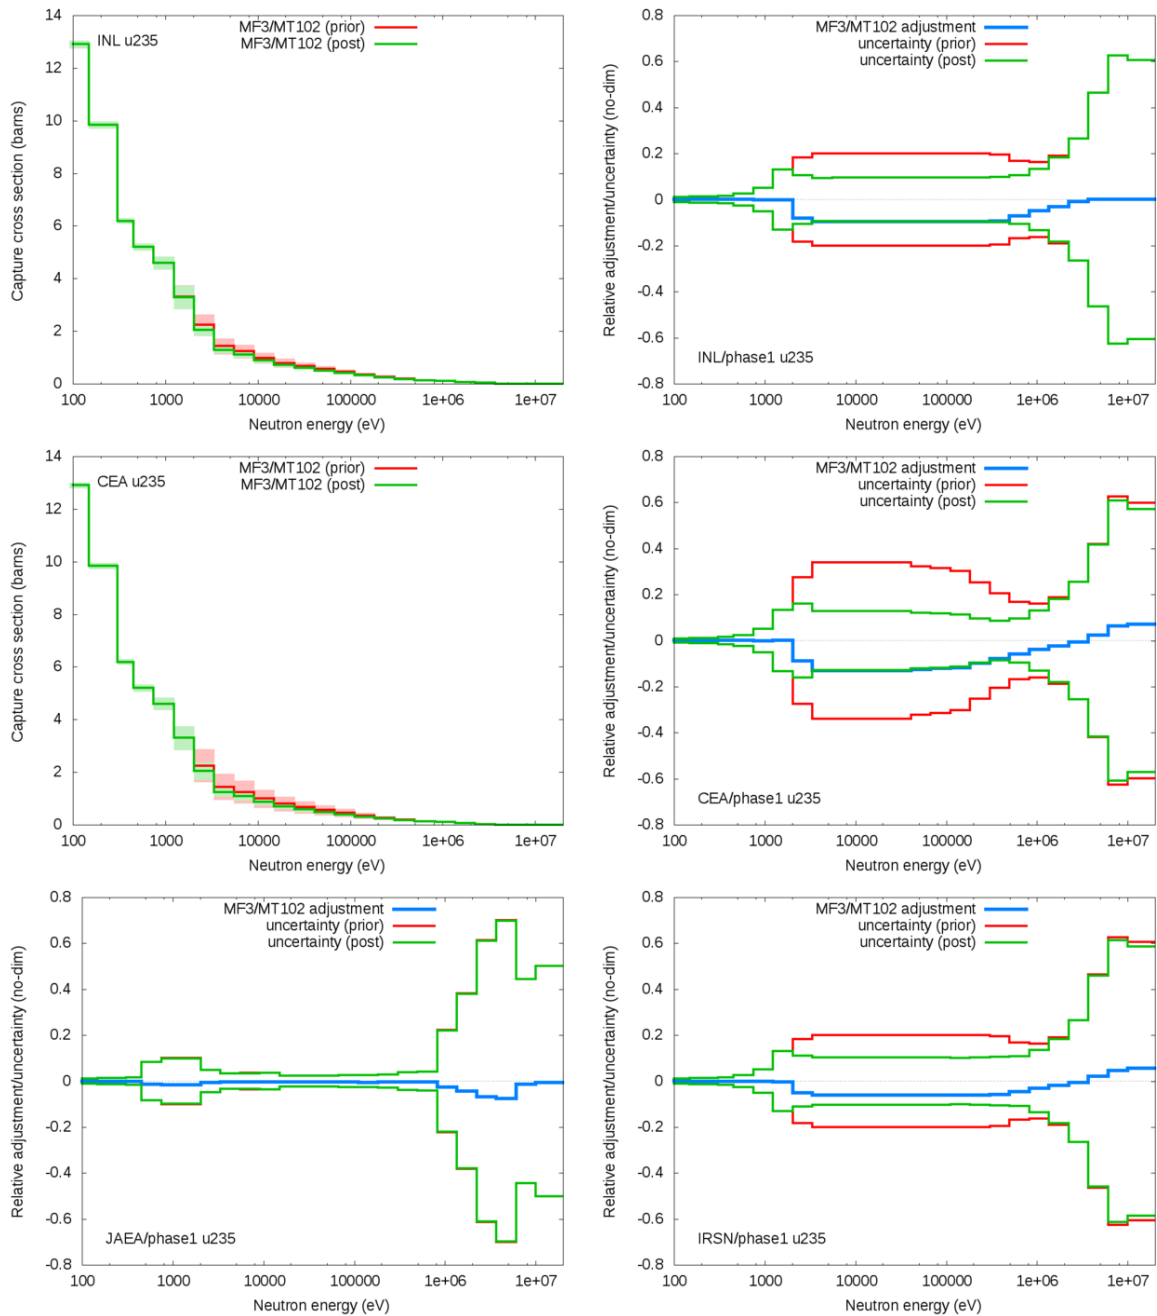 INL u235
MF3/MT102 (prior)
MF3/MT102 (post)
Capture cross section (barns)
14
12
10
8
6
4
2
0
100 1000 10000 100000 1e+06 1e+07
Neutron energy (eV)
MF3/MT102 adjustment
uncertainty (prior)
uncertainty (post)
Relative adjustment/uncertainty (no-dim)
0.8
0.6
0.4
0.2
0
-0.2
-0.4
-0.6
-0.8
INL/phase1 u235
100 1000 10000 100000 1e+06 1e+07
Neutron energy (eV)
CEA u235
MF3/MT102 (prior)
MF3/MT102 (post)
Capture cross section (barns)
14
12
10
8
6
4
2
0
100 1000 10000 100000 1e+06 1e+07
Neutron energy (eV)
MF3/MT102 adjustment
uncertainty (prior)
uncertainty (post)
Relative adjustment/uncertainty (no-dim)
0.8
0.6
0.4
0.2
0
-0.2
-0.4
-0.6
-0.8
CEA/phase1 u235
100 1000 10000 100000 1e+06 1e+07
Neutron energy (eV)
MF3/MT102 adjustment
uncertainty (prior)
uncertainty (post)
Relative adjustment/uncertainty (no-dim)
0.8
0.6
0.4
0.2
0
-0.2
-0.4
-0.6
-0.8
JAEA/phase1 u235
100 1000 10000 100000 1e+06 1e+07
Neutron energy (eV)
MF3/MT102 adjustment
uncertainty (prior)
uncertainty (post)
Relative adjustment/uncertainty (no-dim)
0.8
0.6
0.4
0.2
0
-0.2
-0.4
-0.6
-0.8
IRSN/phase1 u235
100 1000 10000 100000 1e+06 1e+07
Neutron energy (eV)